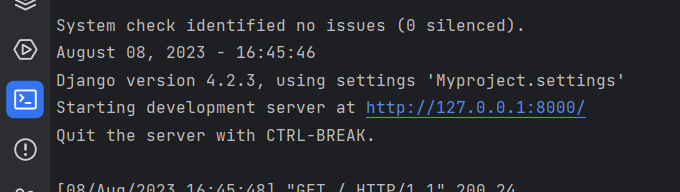 System check identified no issues (0 silenced).
August 08, 2023 - 16:45:46
Django version 4.2.3, using settings 'Myproject.settings'
Starting development server at http://127.0.0.1:8000/
Quit the server with CTRL-BREAK.
[08/Aug/2023 16:45:48] "GET / HTTP/1.1" 200 24